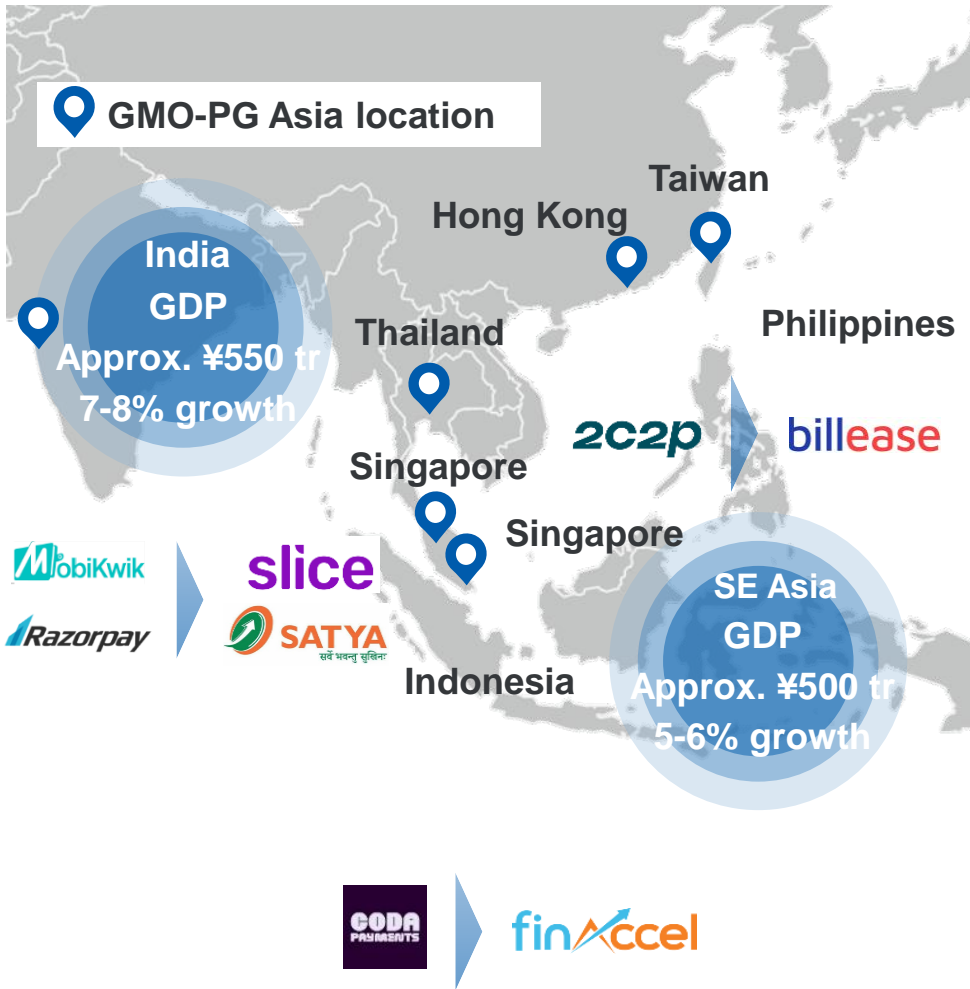 GMO-PG Asia location
Taiwan
Hong Kong
India
GDP
Approx. ¥550 tr
7-8% growth
Thailand
Philippines
2c2p
billease
Singapore
Singapore
MobiKwik
slice
Razorpay
SATYA
सर्वे भवन्तु सुखिनः
SE Asia
GDP
Approx. ¥500 tr
5-6% growth
Indonesia
CODA
PAYMENTS
finAccel